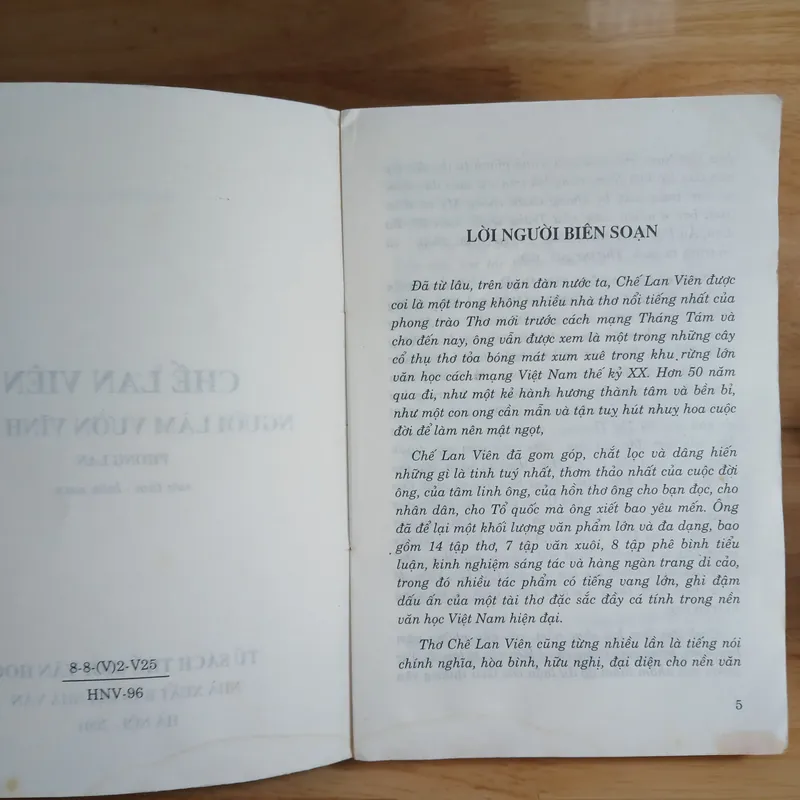 8-8-(V)2-V25
HNV-96
LỜI NGƯỜI BIÊN SOẠN
Đã từ lâu, trên văn đàn nước ta, Chế Lan Viên được
coi là một trong không nhiều nhà thơ nổi tiếng nhất của
phong trào Thơ mới trước cách mạng Tháng Tám và
cho đến nay, ông vẫn được xem là một trong những cây
cổ thụ thơ tỏa bóng mát xum xuê trong khu rừng lớn
văn học cách mạng Việt Nam thế kỷ XX. Hơn 50 năm
qua đi, như một kẻ hành hương thành tâm và bền bỉ,
như một con ong cần mẫn và tận tuỵ hút nhuỵ hoa cuộc
đời để làm nên mật ngọt,
Chế Lan Viên đã gom góp, chắt lọc và dâng hiến
những gì là tinh tuý nhất, thơm thảo nhất của cuộc đời
ông, của tâm linh ông, của hồn thơ ông cho bạn đọc, cho
nhân dân, cho Tổ quốc mà ông xiết bao yêu mến. Ông
đã để lại một khối lượng văn phẩm lớn và đa dạng, bao
gồm 14 tập thơ, 7 tập văn xuôi, 8 tập phê bình tiểu
luận, kinh nghiệm sáng tác và hàng ngàn trang di cảo,
trong đó nhiều tác phẩm có tiếng vang lớn, ghi đậm
dấu ấn của một tài thơ đặc sắc đầy cá tính trong nền
văn học Việt Nam hiện đại.
Thơ Chế Lan Viên cũng từng nhiều lần là tiếng nói
chính nghĩa, hòa bình, hữu nghị, đại diện cho nền văn
5